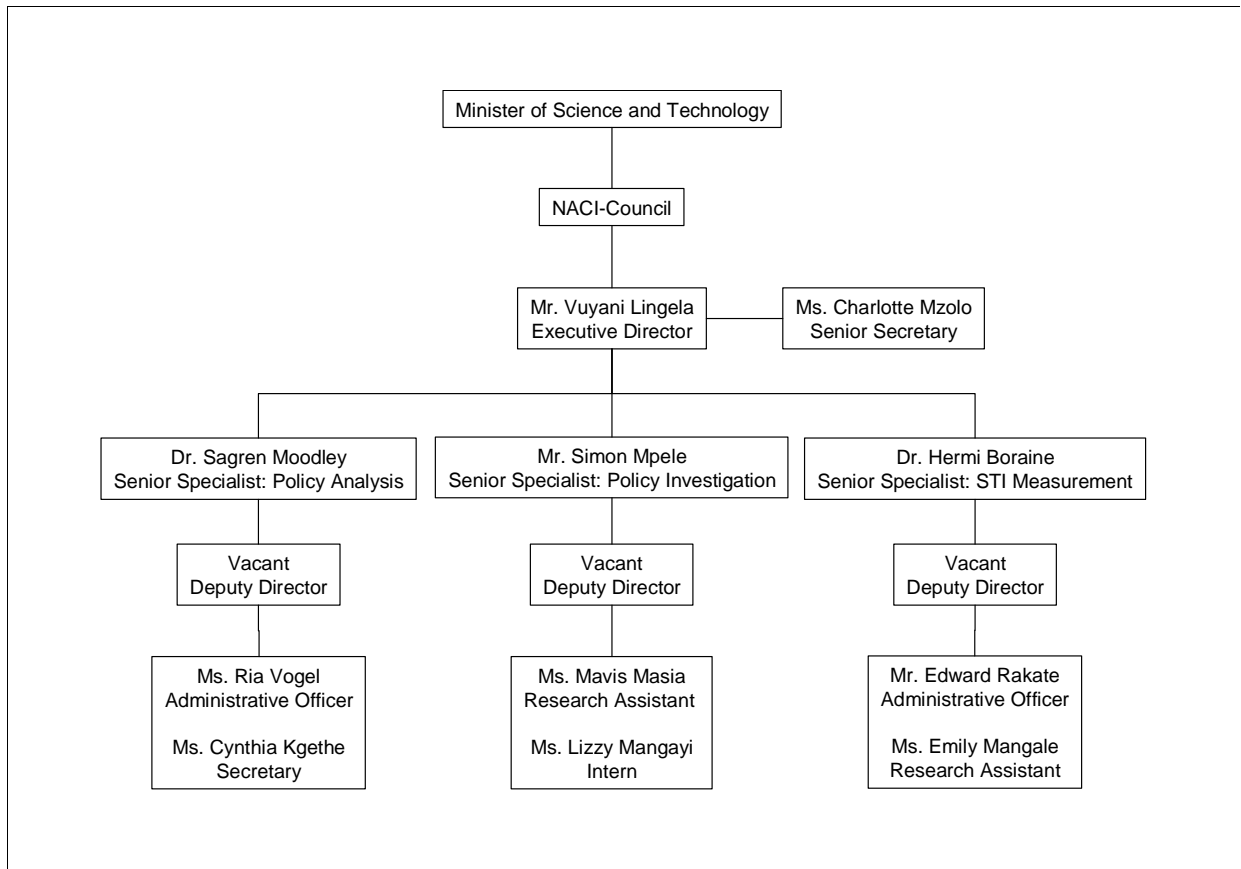 Minister of Science and Technology
NACI-Council
Mr. Vuyani Lingela
Executive Director
Ms. Charlotte Mzolo
Senior Secretary
Dr. Sagren Moodley
Senior Specialist: Policy Analysis
Mr. Simon Mpele
Senior Specialist: Policy Investigation
Dr. Hermi Boraine
Senior Specialist: STI Measurement
Vacant
Deputy Director
Vacant
Deputy Director
Vacant
Deputy Director
Ms. Ria Vogel
Administrative Officer
Ms. Cynthia Kgethe
Secretary
Ms. Mavis Masia
Research Assistant
Ms. Lizzy Mangayi
Intern
Mr. Edward Rakate
Administrative Officer
Ms. Emily Mangale
Research Assistant